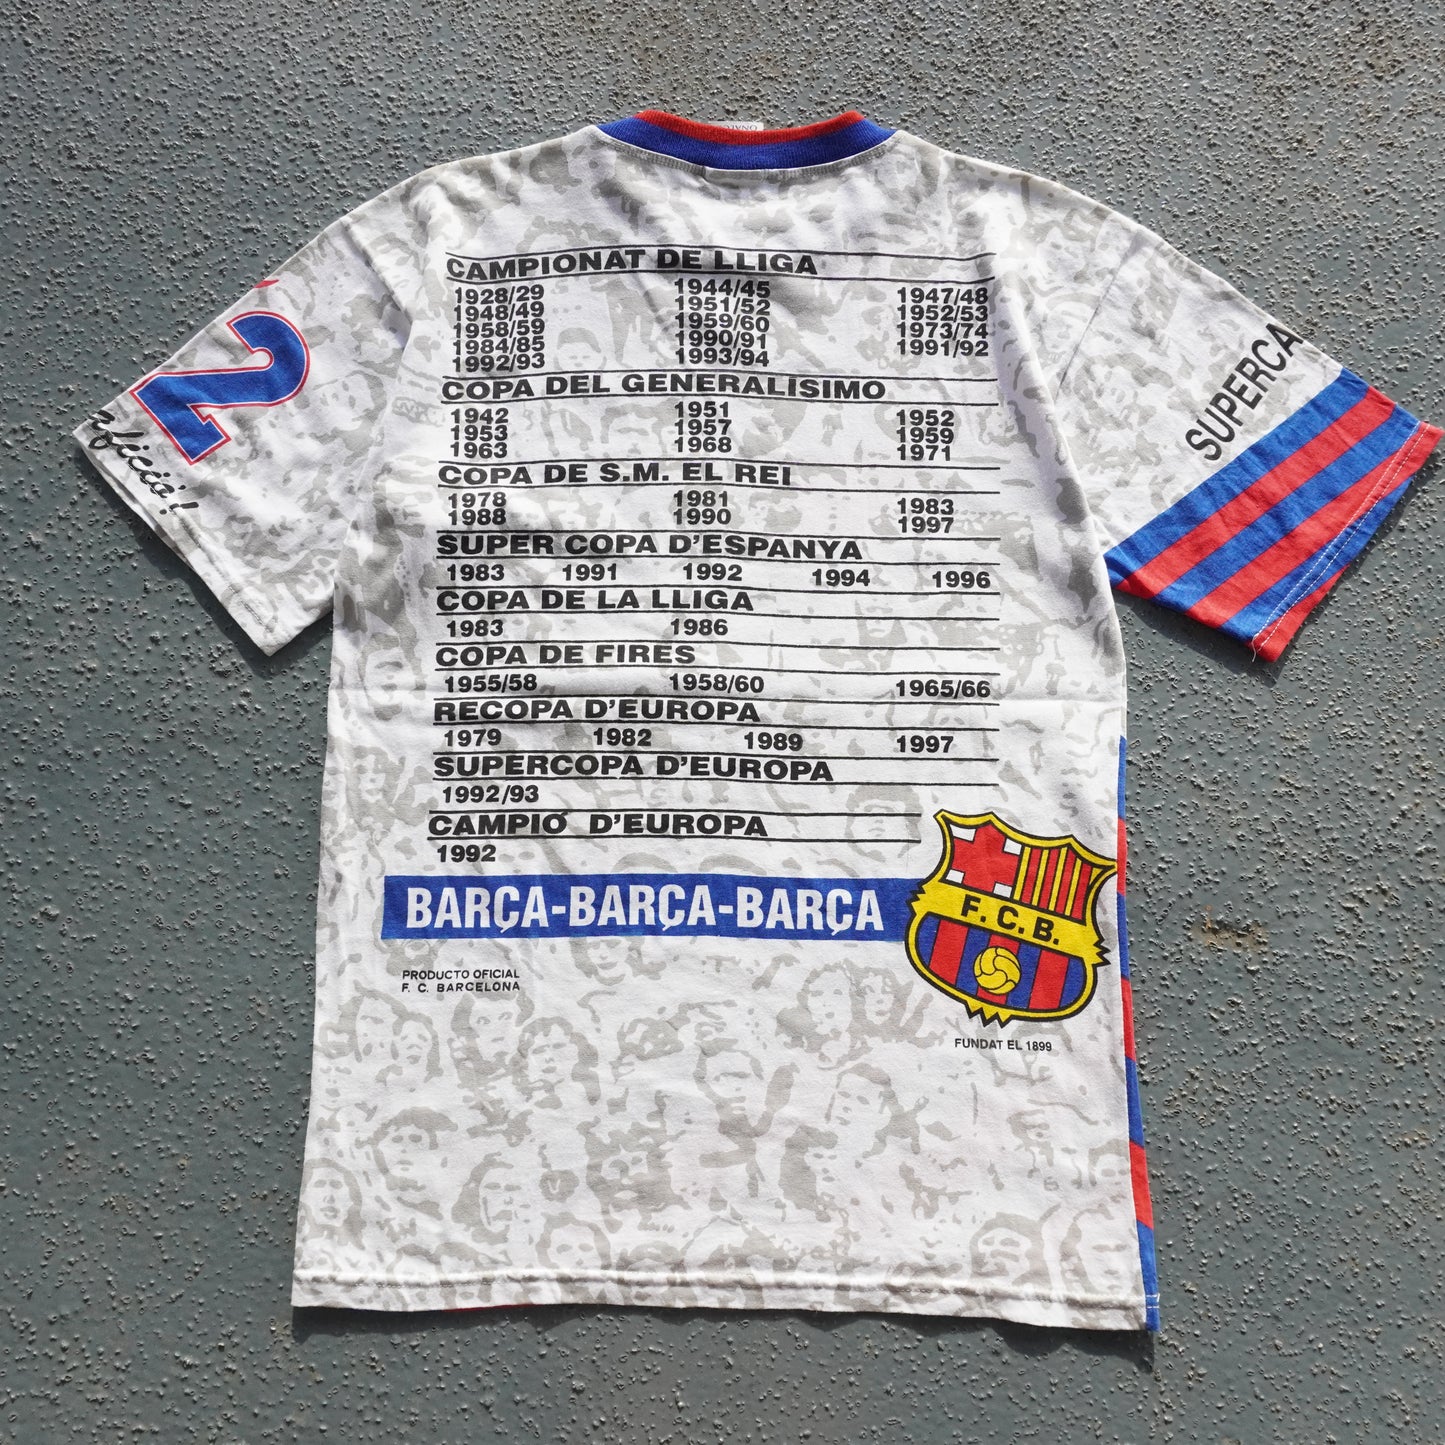 CAMPIONAT DE LLIGA
1928/29 1944/45 1947/48
1948/49 1951/52 1952/53
1958/59 1959/60 1973/74
1984/85 1990/91 1991/92
1992/93 1993/94
COPA DEL GENERALISIMO
1942 1951 1952
1953 1957 1959
1963 1968 1971
COPA DE S.M. EL REI
1978 1981 1983
1988 1990 1997
SUPER COPA D'ESPANYA
1983 1991 1992 1994 1996
COPA DE LA LLIGA
1983 1986
COPA DE FIRES
1955/58 1958/60 1965/66
RECOPA D'EUROPA
1979 1982 1989 1997
SUPERCOPA D'EUROPA
1992/93
CAMPIÓ D'EUROPA
1992
BARÇA-BARÇA-BARÇA
F. C. B.
PRODUCTO OFICIAL
F. C. BARCELONA
FUNDAT EL 1899
2
afició!
SUPERCA